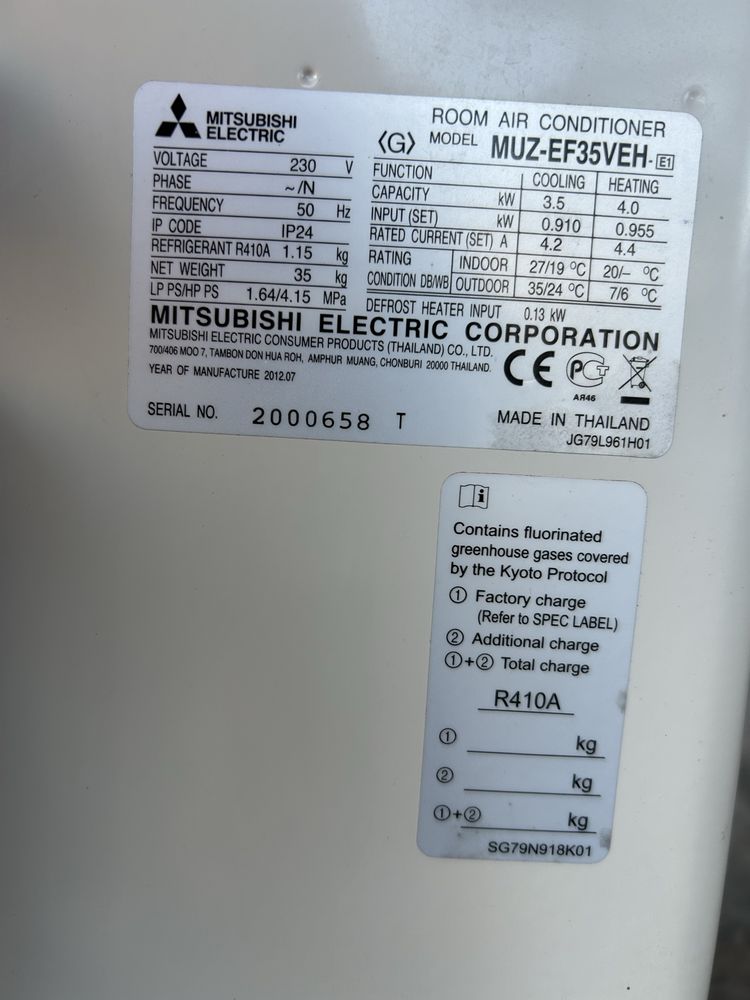 MITSUBISHI
ELECTRIC
ROOM AIR CONDITIONER
⟨G⟩ MODEL MUZ-EF35VEH- E1
VOLTAGE 230 V
PHASE ~/N
FREQUENCY 50 Hz
IP CODE IP24
REFRIGERANT R410A 1.15 kg
NET WEIGHT 35 kg
LP PS/HP PS 1.64/4.15 MPa
FUNCTION COOLING HEATING
CAPACITY kW 3.5 4.0
INPUT (SET) kW 0.910 0.955
RATED CURRENT (SET) A 4.2 4.4
RATING INDOOR 27/19 °C 20/– °C
CONDITION DB/WB OUTDOOR 35/24 °C 7/6 °C
DEFROST HEATER INPUT 0.13 kW
MITSUBISHI ELECTRIC CORPORATION
MITSUBISHI ELECTRIC CONSUMER PRODUCTS (THAILAND) CO., LTD.
700/406 MOO 7, TAMBON DON HUA ROH, AMPHUR MUANG, CHONBURI 20000 THAILAND.
YEAR OF MANUFACTURE 2012.07
CE PCT
АЯ46
SERIAL NO. 2000658 T
MADE IN THAILAND
JG79L961H01
i
Contains fluorinated
greenhouse gases covered
by the Kyoto Protocol
① Factory charge
(Refer to SPEC LABEL)
② Additional charge
①+② Total charge
R410A
① kg
② kg
①+② kg
SG79N918K01